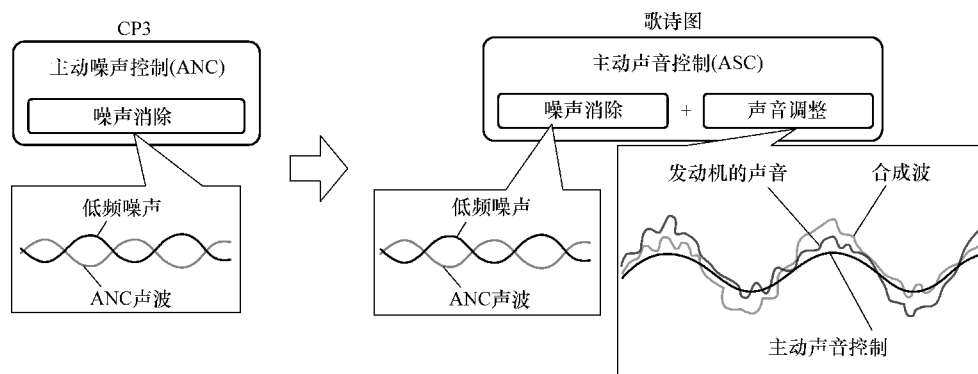 CP3
主动噪声控制(ANC)
噪声消除
低频噪声
ANC声波
歌诗图
主动声音控制(ASC)
噪声消除 + 声音调整
低频噪声
ANC声波
发动机的声音
合成波
主动声音控制